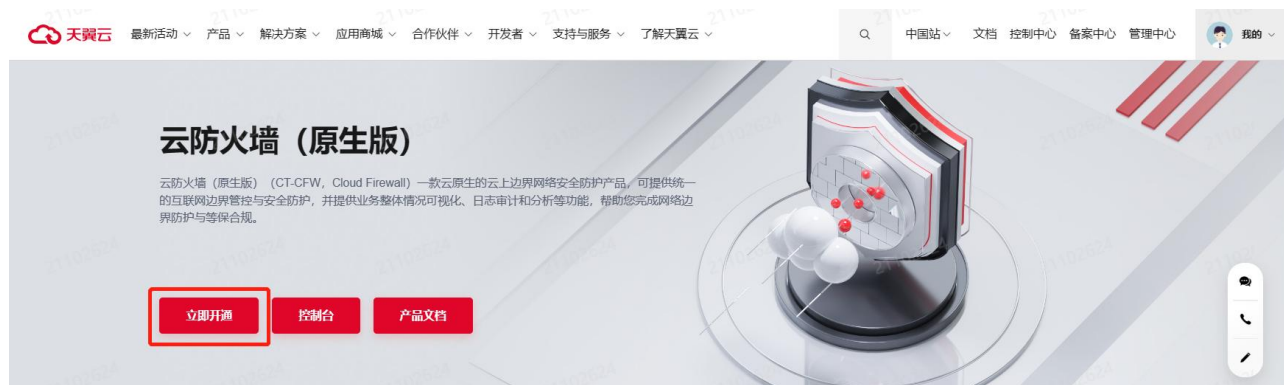 天翼云 最新活动 产品 解决方案 应用商城 合作伙伴 开发者 支持与服务 了解天翼云 中国站 文档 控制中心 备案中心 管理中心 我的
云防火墙（原生版）
云防火墙（原生版）（CT-CFW，Cloud Firewall）一款云原生的云上边界网络安全防护产品，可提供统一
的互联网边界管控与安全防护，并提供业务整体情况可视化、日志审计和分析等功能，帮助您完成网络边
界防护与等保合规。
立即开通 控制台 产品文档